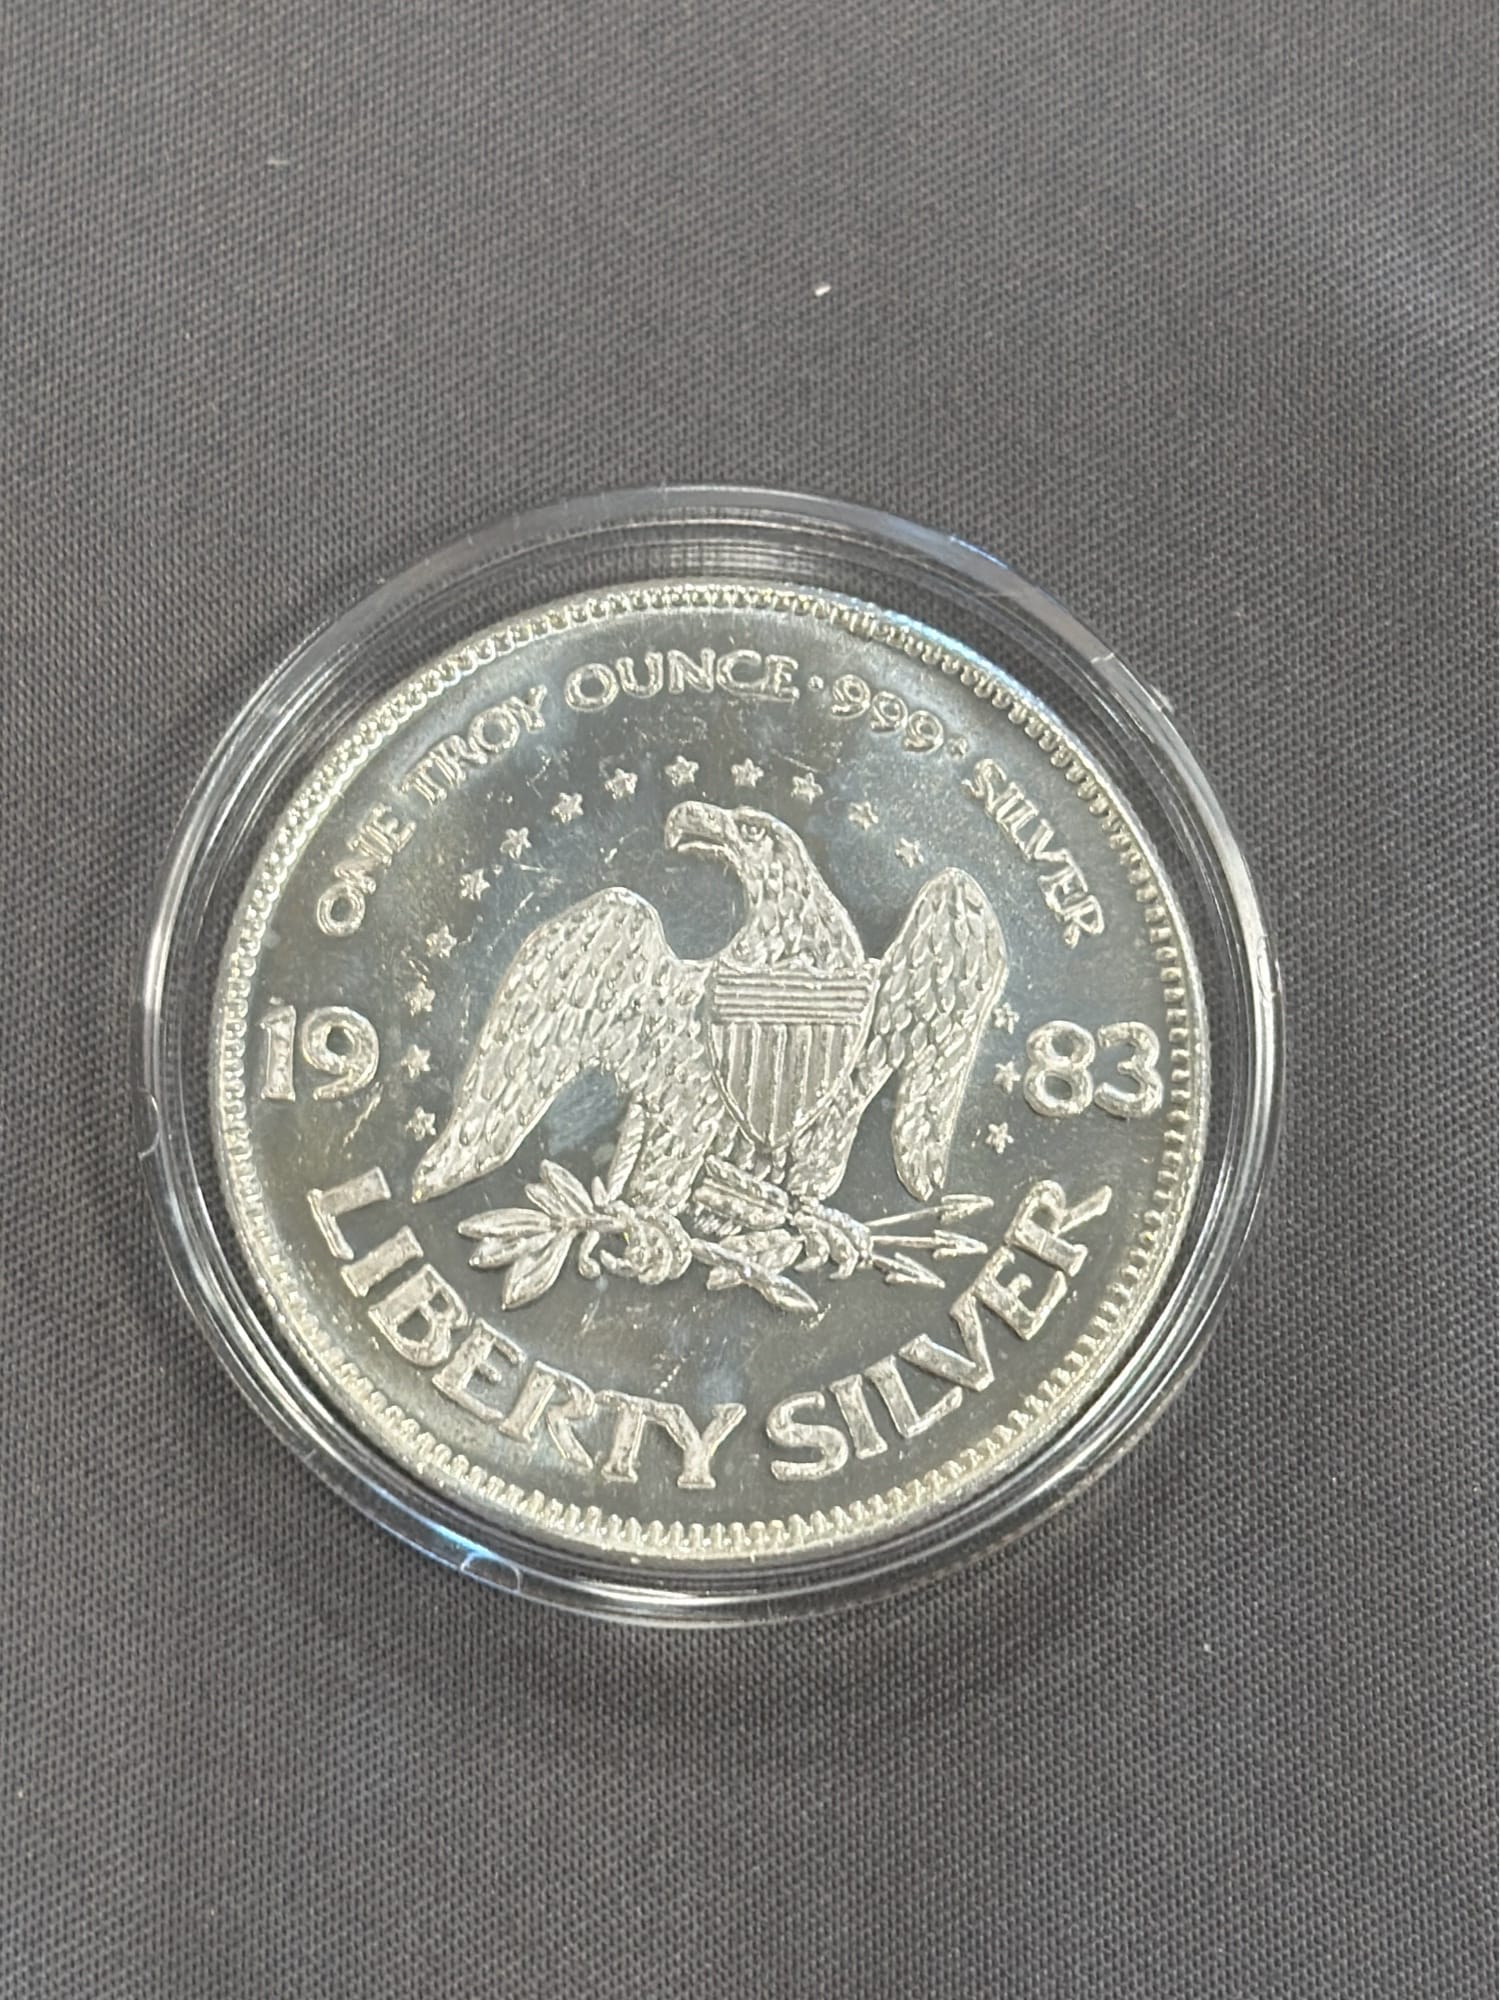 ONE TROY OUNCE · 999+ SILVER
19 83
LIBERTY SILVER